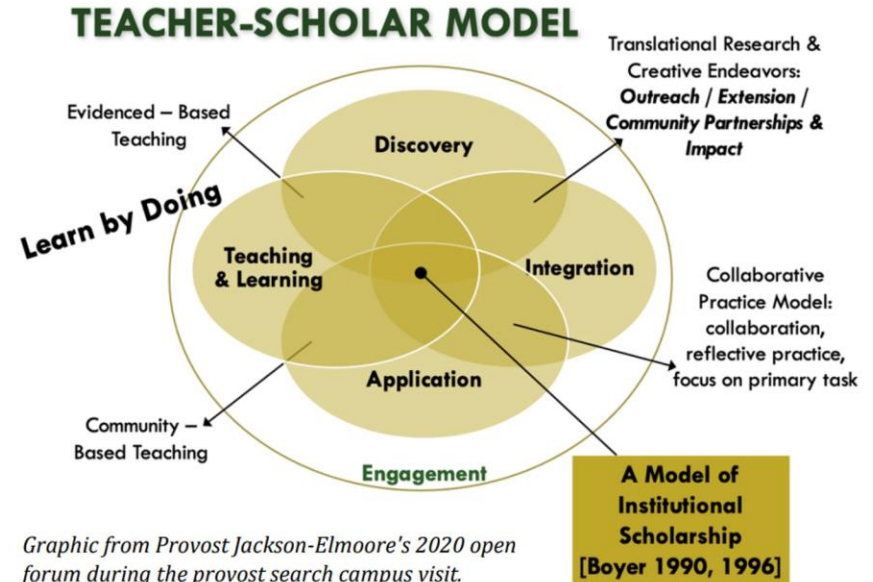 TEACHER-SCHOLAR MODEL
Translational Research &
Creative Endeavors:
Outreach / Extension /
Community Partnerships &
Impact
Evidenced – Based
Teaching
Discovery
Learn by Doing
Teaching
& Learning
Integration
Collaborative
Practice Model:
collaboration,
reflective practice,
focus on primary task
Application
Community –
Based Teaching
Engagement
A Model of
Institutional
Scholarship
[Boyer 1990, 1996]
Graphic from Provost Jackson-Elmoore's 2020 open
forum during the provost search campus visit.